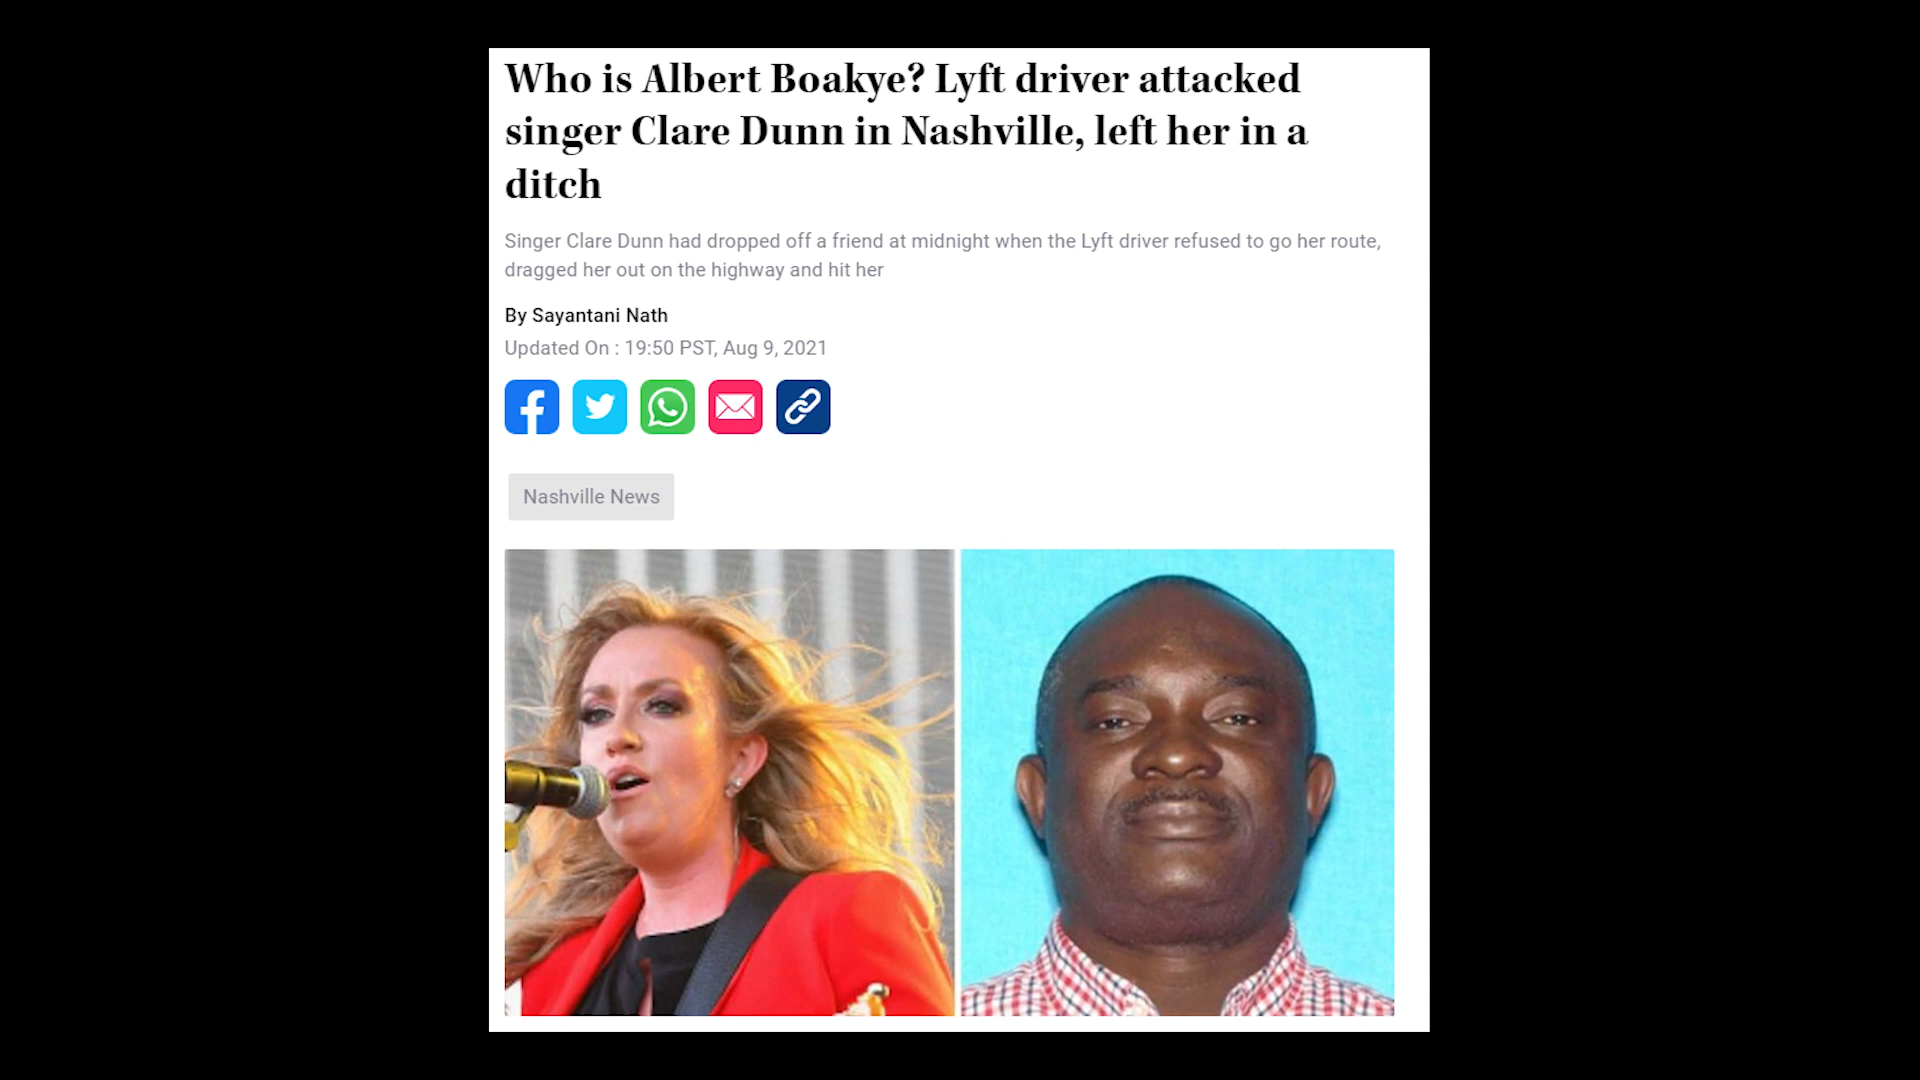 Who is Albert Boakye? Lyft driver attacked
singer Clare Dunn in Nashville, left her in a
ditch
Singer Clare Dunn had dropped off a friend at midnight when the Lyft driver refused to go her route,
dragged her out on the highway and hit her
By Sayantani Nath
Updated On : 19:50 PST, Aug 9, 2021
Nashville News